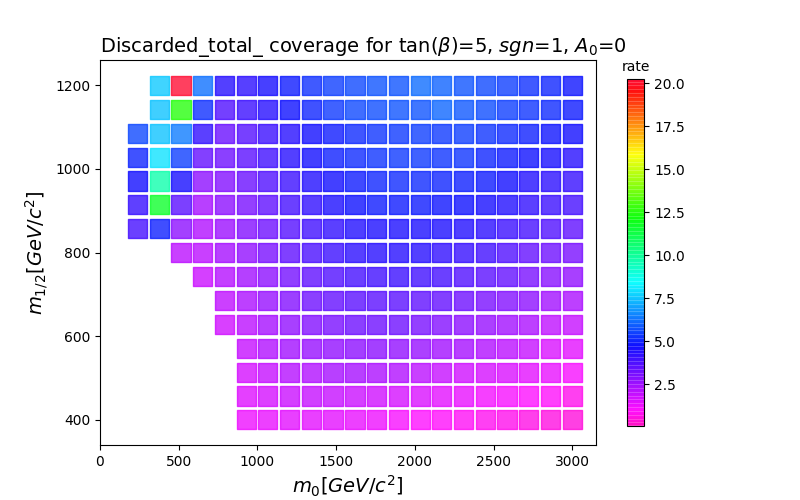 Discarded_total_ coverage for tan(β)=5, sgn=1, A₀=0
rate
20.0
17.5
15.0
12.5
10.0
7.5
5.0
2.5
m₁/₂[GeV/c²]
1200
1000
800
600
400
0 500 1000 1500 2000 2500 3000
m₀[GeV/c²]